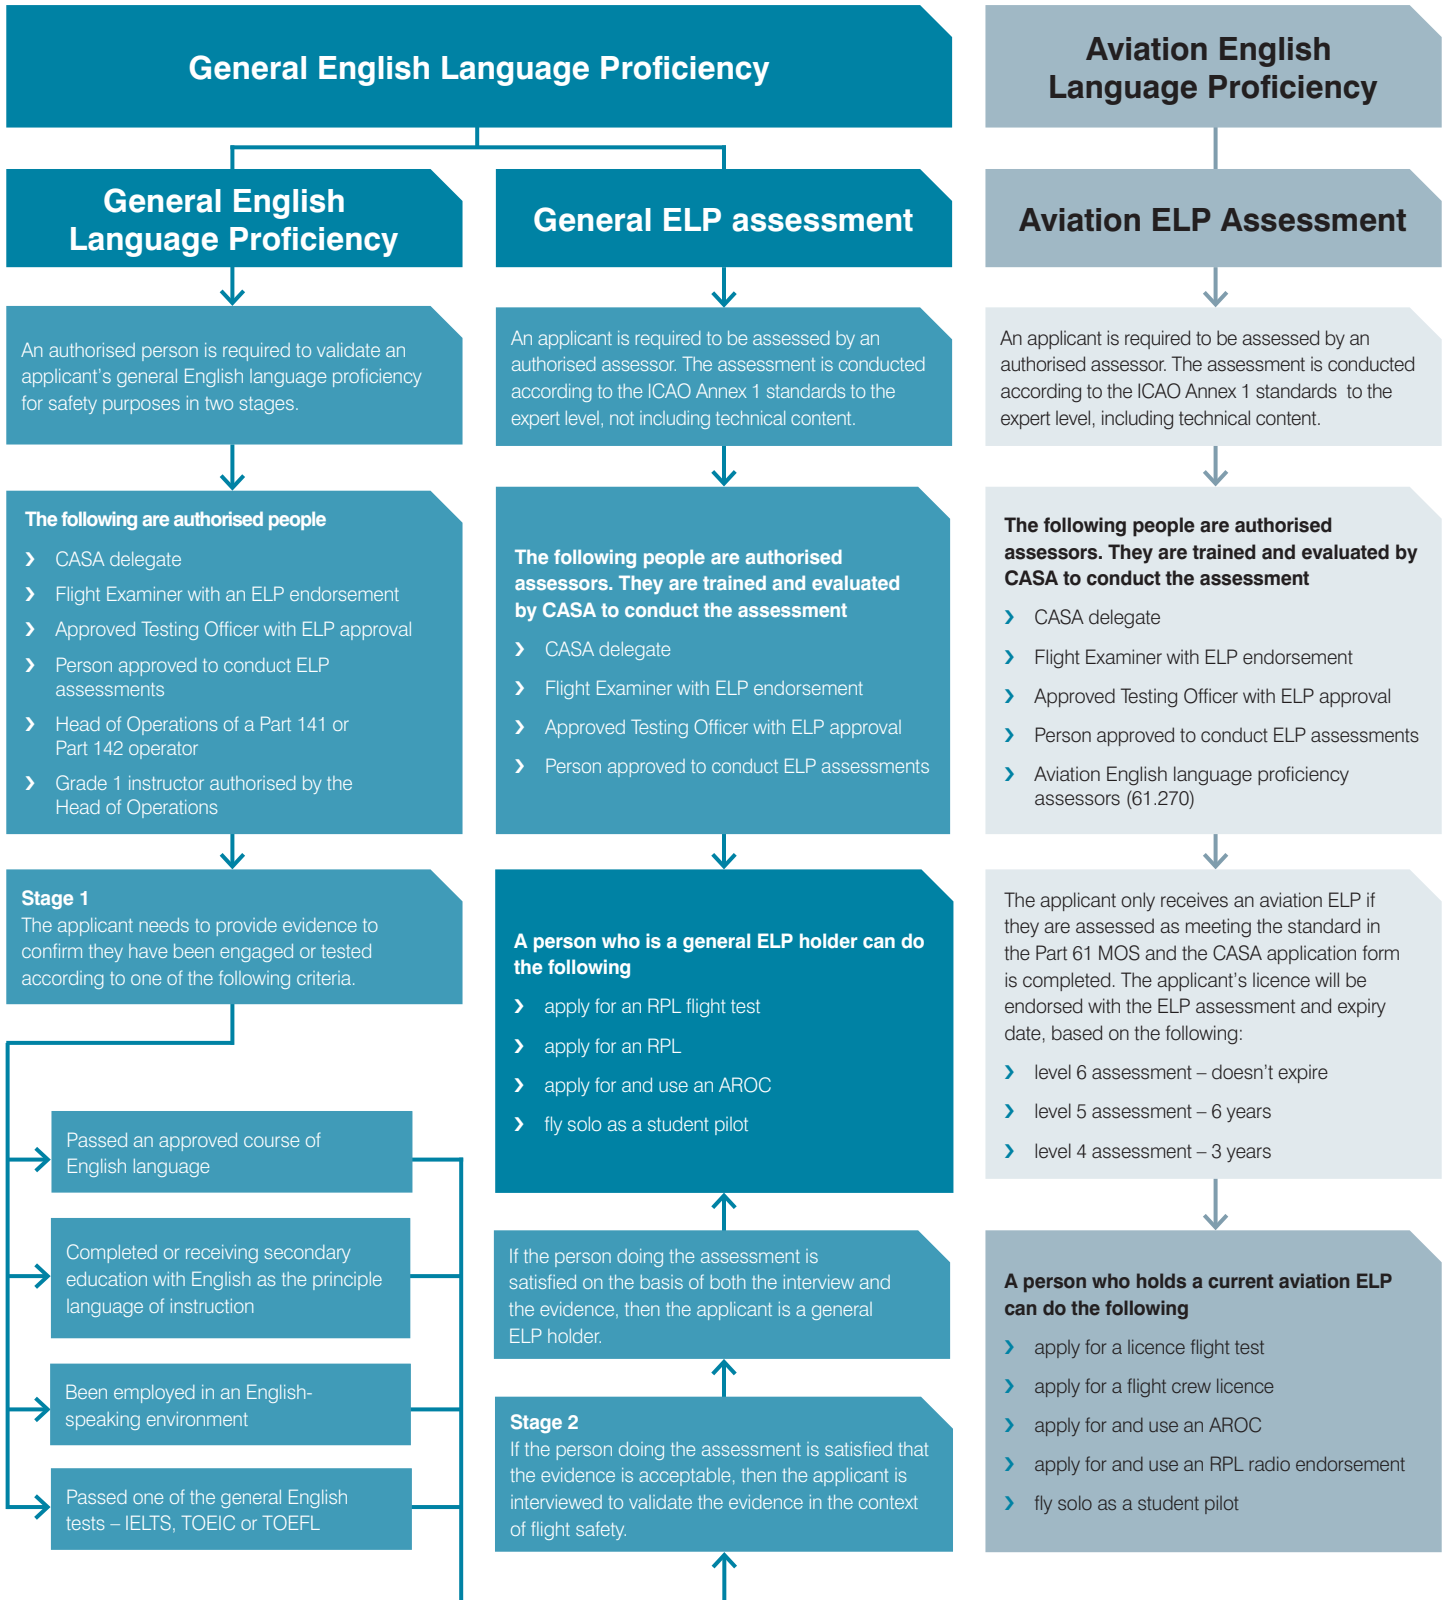 General English Language Proficiency
General English
Language Proficiency
An authorised person is required to validate an
applicant's general English language proficiency
for safety purposes in two stages.
The following are authorised people
› CASA delegate
› Flight Examiner with an ELP endorsement
› Approved Testing Officer with ELP approval
› Person approved to conduct ELP
assessments
› Head of Operations of a Part 141 or
Part 142 operator
› Grade 1 instructor authorised by the
Head of Operations
Stage 1
The applicant needs to provide evidence to
confirm they have been engaged or tested
according to one of the following criteria.
Passed an approved course of
English language
Completed or receiving secondary
education with English as the principle
language of instruction
Been employed in an English-
speaking environment
Passed one of the general English
tests – IELTS, TOEIC or TOEFL
General ELP assessment
An applicant is required to be assessed by an
authorised assessor. The assessment is conducted
according to the ICAO Annex 1 standards to the
expert level, not including technical content.
The following people are authorised
assessors. They are trained and evaluated
by CASA to conduct the assessment
› CASA delegate
› Flight Examiner with ELP endorsement
› Approved Testing Officer with ELP approval
› Person approved to conduct ELP assessments
A person who is a general ELP holder can do
the following
› apply for an RPL flight test
› apply for an RPL
› apply for and use an AROC
› fly solo as a student pilot
If the person doing the assessment is
satisfied on the basis of both the interview and
the evidence, then the applicant is a general
ELP holder.
Stage 2
If the person doing the assessment is satisfied that
the evidence is acceptable, then the applicant is
interviewed to validate the evidence in the context
of flight safety.
Aviation English
Language Proficiency
Aviation ELP Assessment
An applicant is required to be assessed by an
authorised assessor. The assessment is conducted
according to the ICAO Annex 1 standards to the
expert level, including technical content.
The following people are authorised
assessors. They are trained and evaluated by
CASA to conduct the assessment
› CASA delegate
› Flight Examiner with ELP endorsement
› Approved Testing Officer with ELP approval
› Person approved to conduct ELP assessments
› Aviation English language proficiency
assessors (61.270)
The applicant only receives an aviation ELP if
they are assessed as meeting the standard in
the Part 61 MOS and the CASA application form
is completed. The applicant's licence will be
endorsed with the ELP assessment and expiry
date, based on the following:
› level 6 assessment – doesn't expire
› level 5 assessment – 6 years
› level 4 assessment – 3 years
A person who holds a current aviation ELP
can do the following
› apply for a licence flight test
› apply for a flight crew licence
› apply for and use an AROC
› apply for and use an RPL radio endorsement
› fly solo as a student pilot